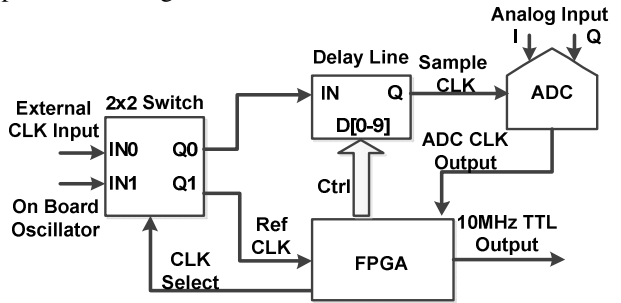 Analog Input
I Q
Delay Line
Sample
CLK
ADC
2x2 Switch
IN Q
D[0-9]
External
CLK Input
IN0 Q0
IN1 Q1
ADC CLK
Output
Ctrl
On Board
Oscillator
Ref
CLK
10MHz TTL
Output
CLK
Select
FPGA